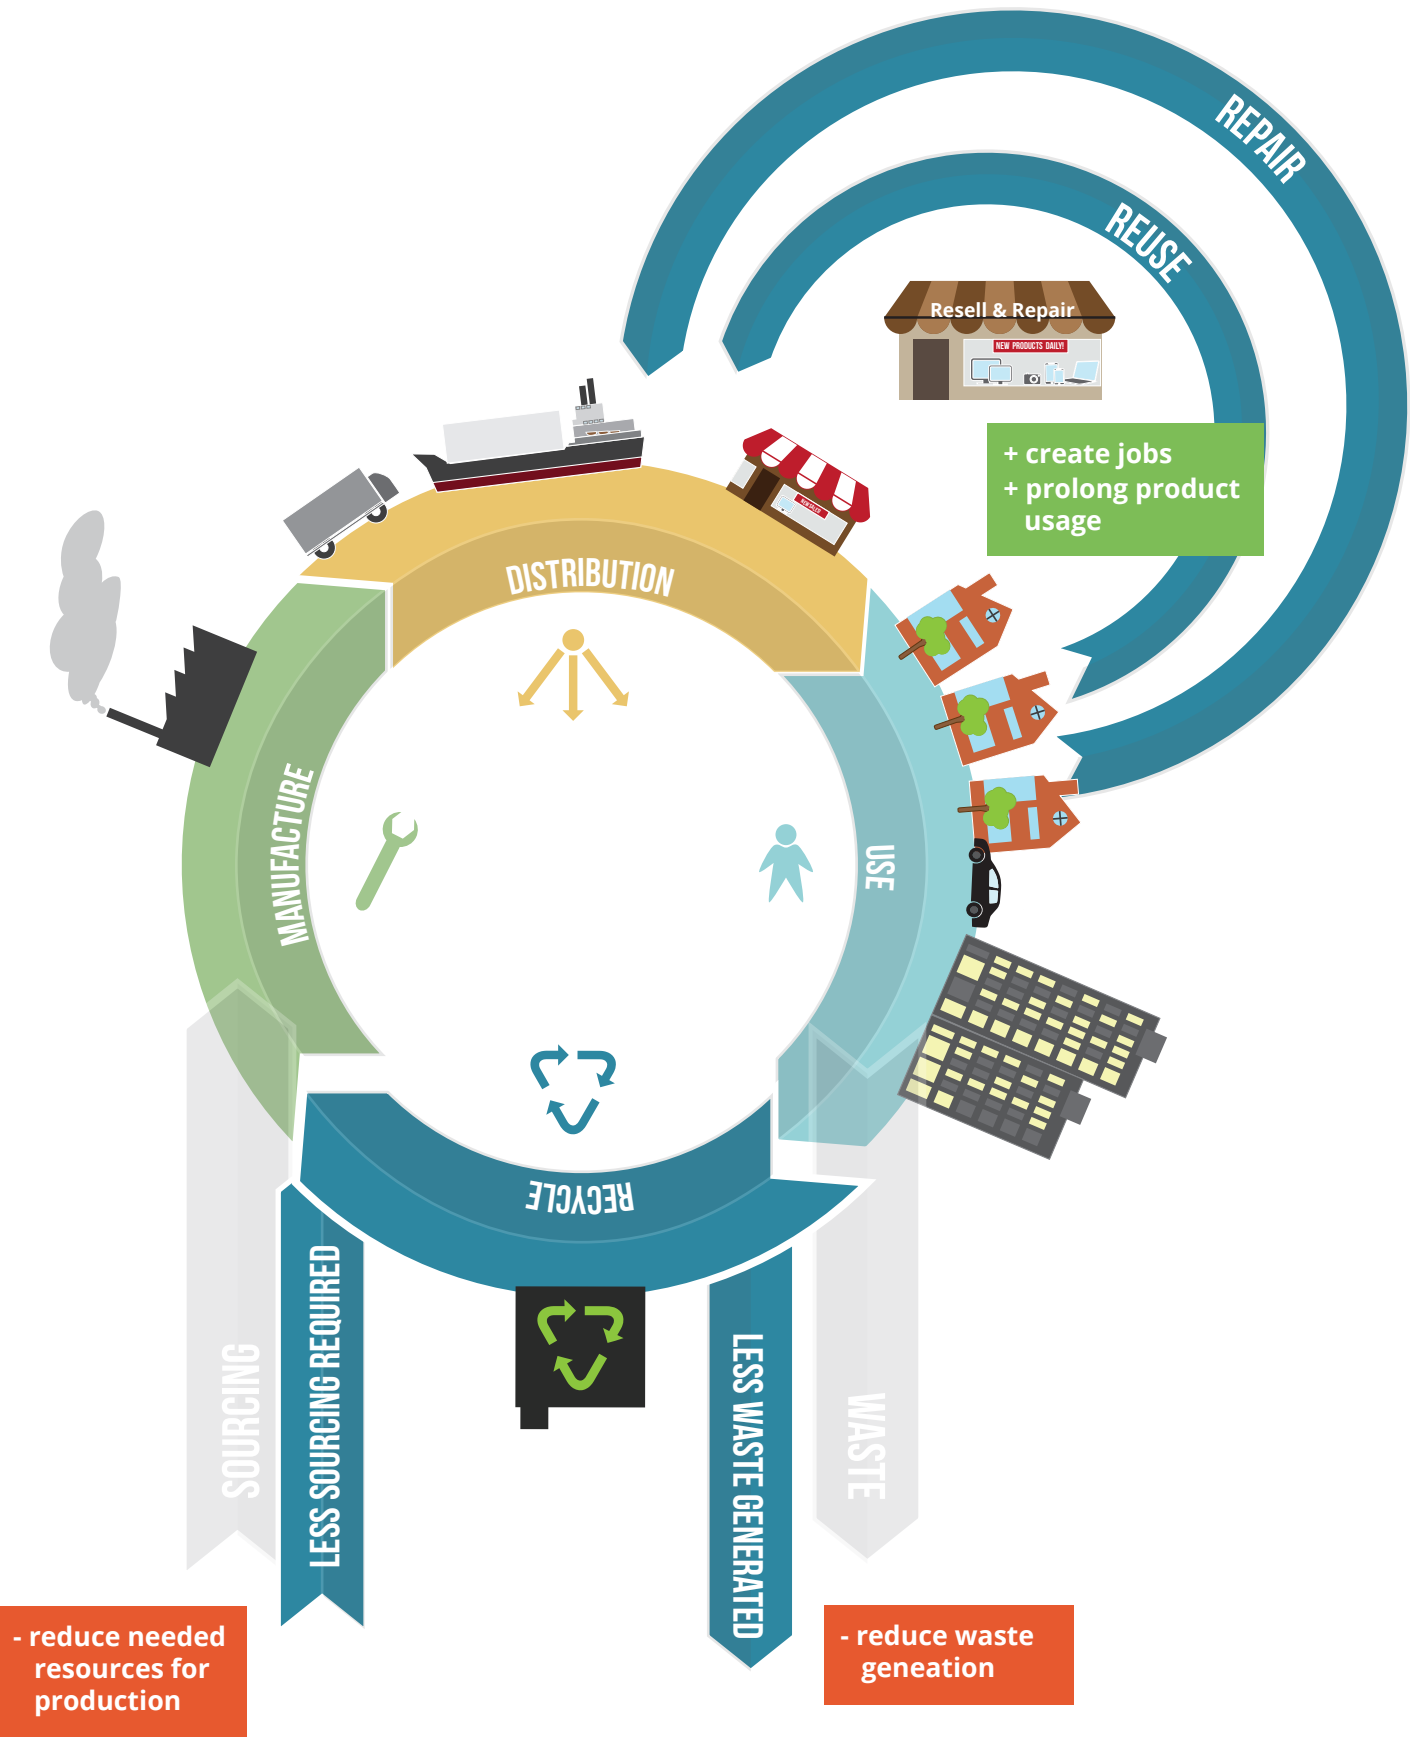 REPAIR
REUSE
Resell & Repair
NEW PRODUCTS DAILY!
+ create jobs
+ prolong product
usage
DISTRIBUTION
MANUFACTURE
USE
RECYCLE
SOURCING
LESS SOURCING REQUIRED
LESS WASTE GENERATED
WASTE
- reduce needed
resources for
production
- reduce waste
geneation